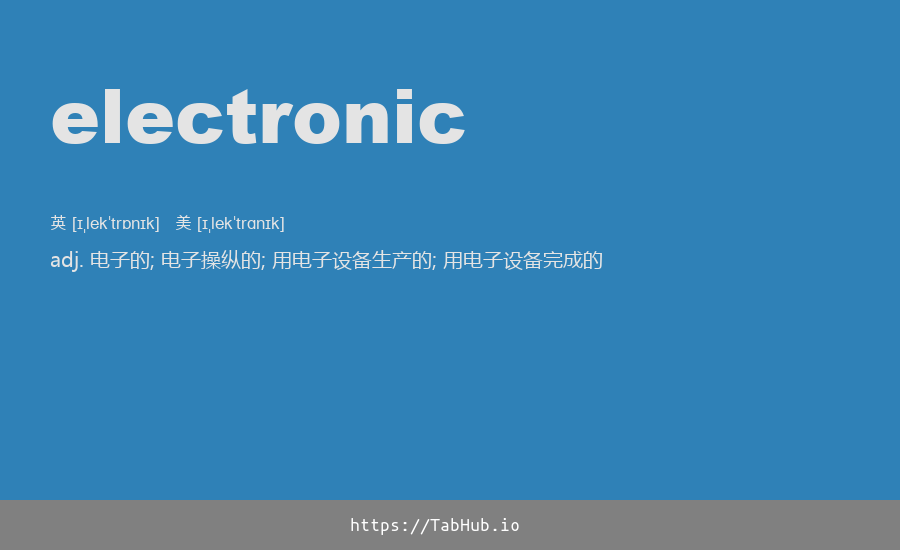 electronic
英 [ɪˌlekˈtrɒnɪk] 美 [ɪˌlekˈtrɑnɪk]
adj. 电子的; 电子操纵的; 用电子设备生产的; 用电子设备完成的
https://TabHub.io